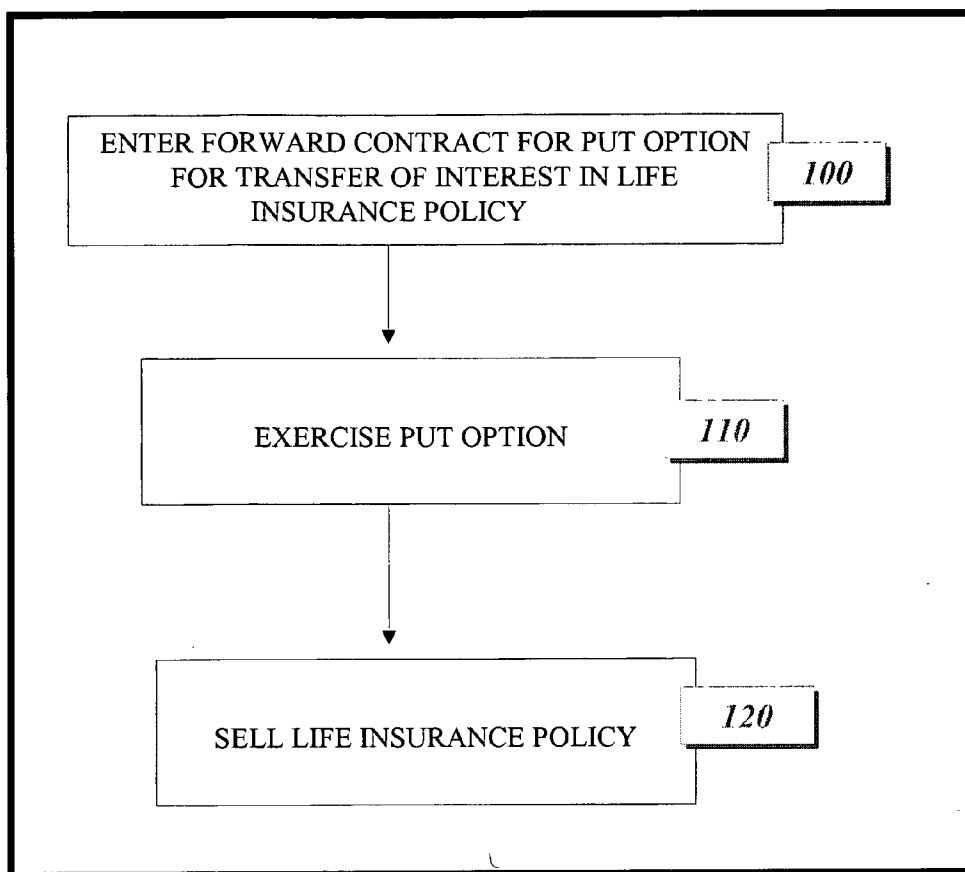 ENTER FORWARD CONTRACT FOR PUT OPTION
FOR TRANSFER OF INTEREST IN LIFE
INSURANCE POLICY
100
EXERCISE PUT OPTION
110
SELL LIFE INSURANCE POLICY
120